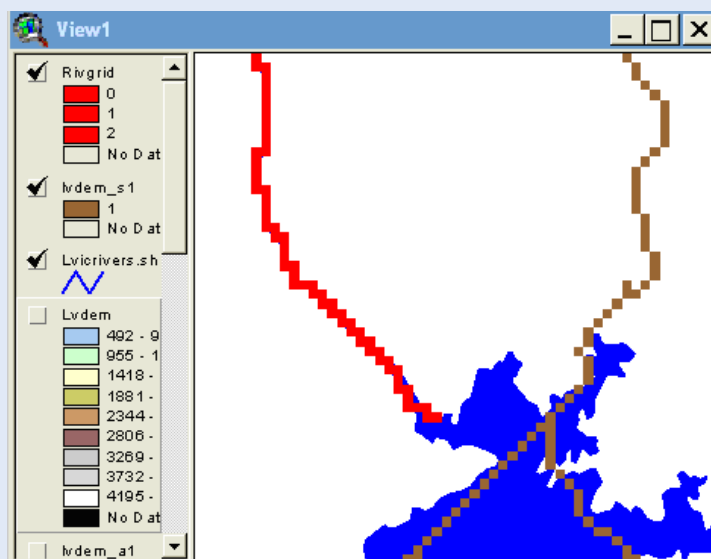 View1
Rivgrid
0
1
2
No Dat
lvdem_s1
1
No Dat
Lvicrivers.sh
Lvdem
492 - 9
955 - 1
1418 -
1881 -
2344 -
2806 -
3269 -
3732 -
4195 -
No Dat
lvdem_a1